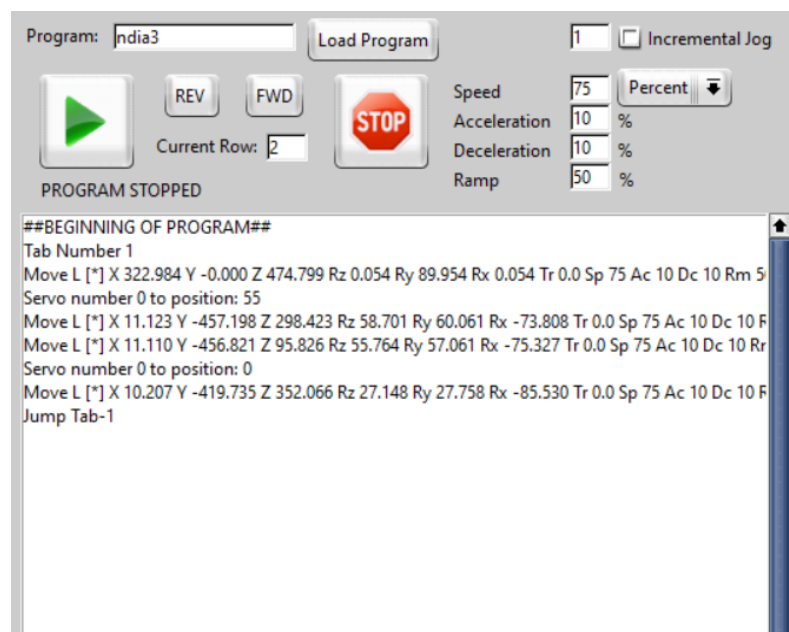 Program: ndia3 Load Program 1 Incremental Jog
REV FWD STOP Speed 75 Percent
Acceleration 10 %
Current Row: 2 Deceleration 10 %
PROGRAM STOPPED Ramp 50 %
##BEGINNING OF PROGRAM##
Tab Number 1
Move L [*] X 322.984 Y -0.000 Z 474.799 Rz 0.054 Ry 89.954 Rx 0.054 Tr 0.0 Sp 75 Ac 10 Dc 10 Rm
Servo number 0 to position: 55
Move L [*] X 11.123 Y -457.198 Z 298.423 Rz 58.701 Ry 60.061 Rx -73.808 Tr 0.0 Sp 75 Ac 10 Dc 10
Move L [*] X 11.110 Y -456.821 Z 95.826 Rz 55.764 Ry 57.061 Rx -75.327 Tr 0.0 Sp 75 Ac 10 Dc 10
Servo number 0 to position: 0
Move L [*] X 10.207 Y -419.735 Z 352.066 Rz 27.148 Ry 27.758 Rx -85.530 Tr 0.0 Sp 75 Ac 10 Dc 10
Jump Tab-1